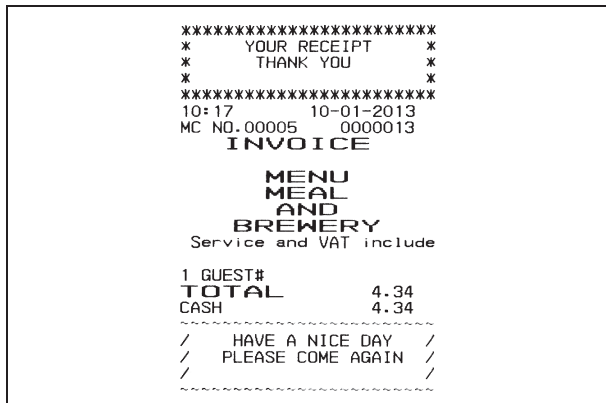 ************************
* YOUR RECEIPT *
* THANK YOU *
* *
************************
10:17 10-01-2013
MC NO.00005 0000013
INVOICE
MENU
MEAL
AND
BREWERY
Service and VAT include
1 GUEST#
TOTAL 4.34
CASH 4.34
~~~~~~~~~~~~~~~~~~~~~~~~
/ HAVE A NICE DAY /
/ PLEASE COME AGAIN /
/ /
~~~~~~~~~~~~~~~~~~~~~~~~